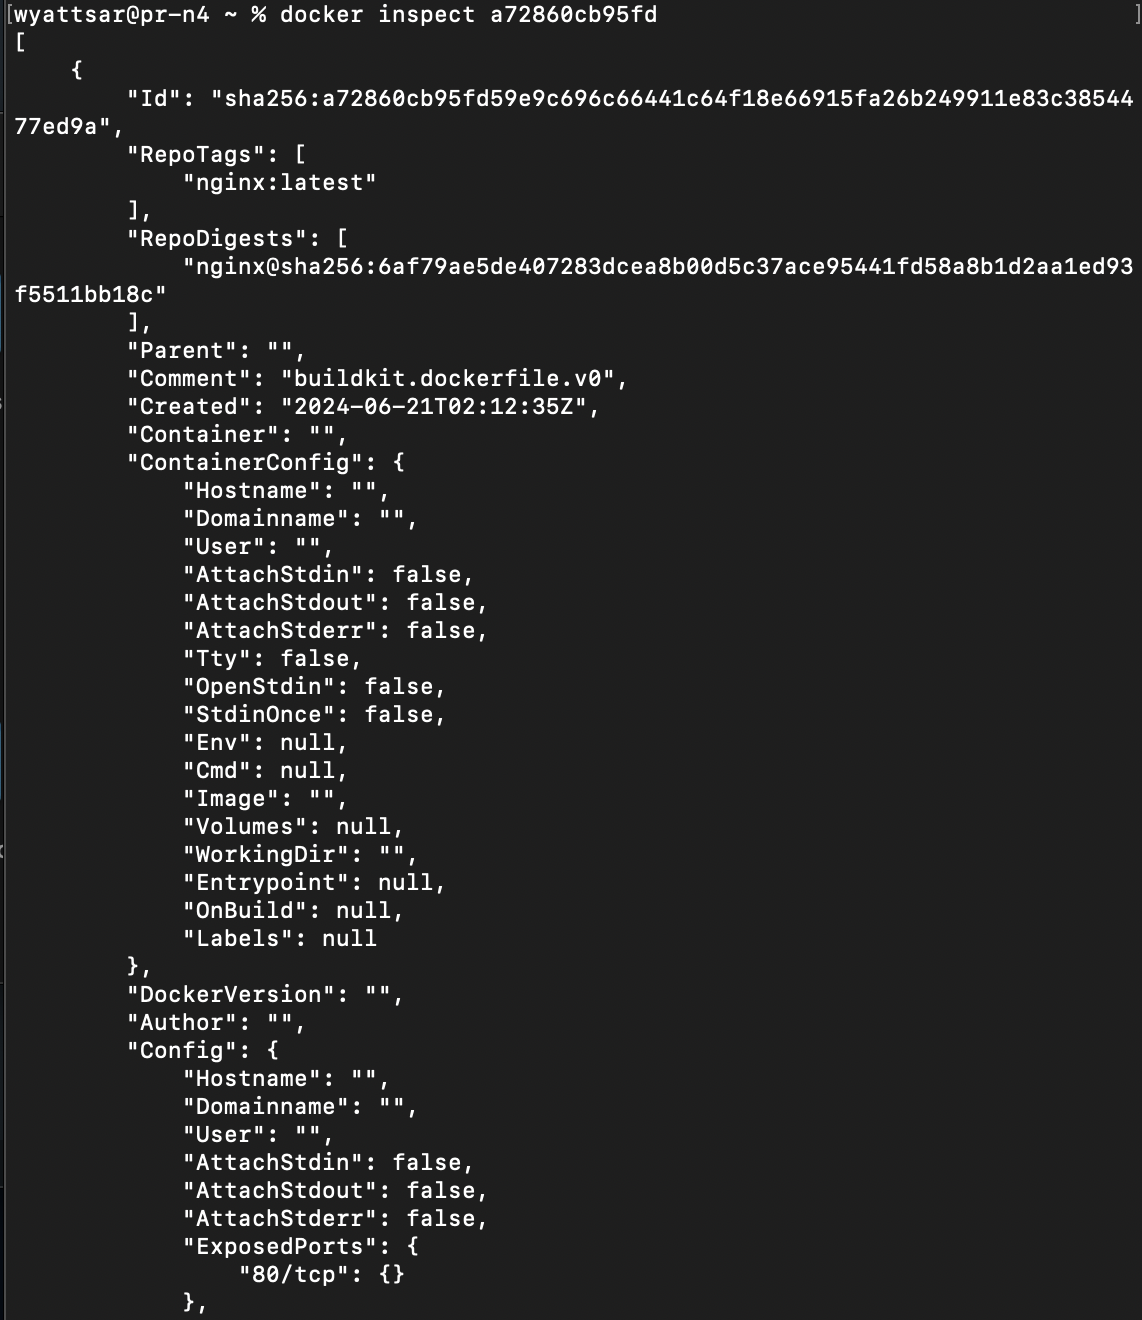 [wyattsar@pr-n4 ~ % docker inspect a72860cb95fd ]
[
    {
        "Id": "sha256:a72860cb95fd59e9c696c66441c64f18e66915fa26b249911e83c3854477ed9a",
        "RepoTags": [
            "nginx:latest"
        ],
        "RepoDigests": [
            "nginx@sha256:6af79ae5de407283dcea8b00d5c37ace95441fd58a8b1d2aa1ed93f5511bb18c"
        ],
        "Parent": "",
        "Comment": "buildkit.dockerfile.v0",
        "Created": "2024-06-21T02:12:35Z",
        "Container": "",
        "ContainerConfig": {
            "Hostname": "",
            "Domainname": "",
            "User": "",
            "AttachStdin": false,
            "AttachStdout": false,
            "AttachStderr": false,
            "Tty": false,
            "OpenStdin": false,
            "StdinOnce": false,
            "Env": null,
            "Cmd": null,
            "Image": "",
            "Volumes": null,
            "WorkingDir": "",
            "Entrypoint": null,
            "OnBuild": null,
            "Labels": null
        },
        "DockerVersion": "",
        "Author": "",
        "Config": {
            "Hostname": "",
            "Domainname": "",
            "User": "",
            "AttachStdin": false,
            "AttachStdout": false,
            "AttachStderr": false,
            "ExposedPorts": {
                "80/tcp": {}
            },